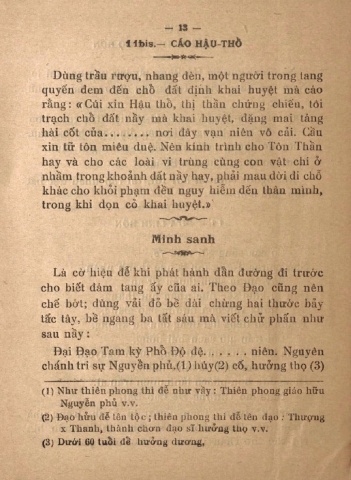 — 13 —
11bis.— CÁO HẬU-THỔ
Dùng trầu rượu, nhang đèn, một người trong tang
quyến đem đến chỗ đất định khai huyệt mà cáo
rằng: «Cúi xin Hậu thổ, thị thần chứng chiếu, tôi
trạch chỗ đất nầy mà khai huyệt, đặng mai táng
hài cốt của........ nơi đây vạn niên vô cải. Cầu
xin từ tôn miêu duệ. Nên kính trình cho Tôn Thần
hay và cho các loài vi trùng cùng con vật chi ở
nhằm trong khoảnh đất nầy hay, phải mau dời đi chỗ
khác cho khỏi phạm đều nguy hiểm đến thân mình,
trong khi dọn cỏ khai huyệt.»
Minh sanh
Là cờ hiệu để khi phát hành dẫn đường đi trước
cho biết đám tang ấy của ai. Theo Đạo cũng nên
chế bớt; dùng vải đỏ bề dài chừng hai thước bảy
tấc tây, bề ngang ba tất sáu mà viết chữ phấn như
sau nầy:
Đại Đạo Tam kỳ Phổ Độ đệ...... niên. Nguyên
chánh trị sự Nguyễn phủ,(1) húy(2) cố, hưởng thọ (3)
(1) Như thiên phong thì đề như vầy: Thiên phong giáo hữu
Nguyễn phủ v.v.
(2) Đạo hữu để tên tộc; thiên phong thì để tên đạo: Thượng
x Thanh, thánh chơn đạo sĩ hưởng thọ v.v.
(3) Dưới 60 tuổi đề hưởng dương,